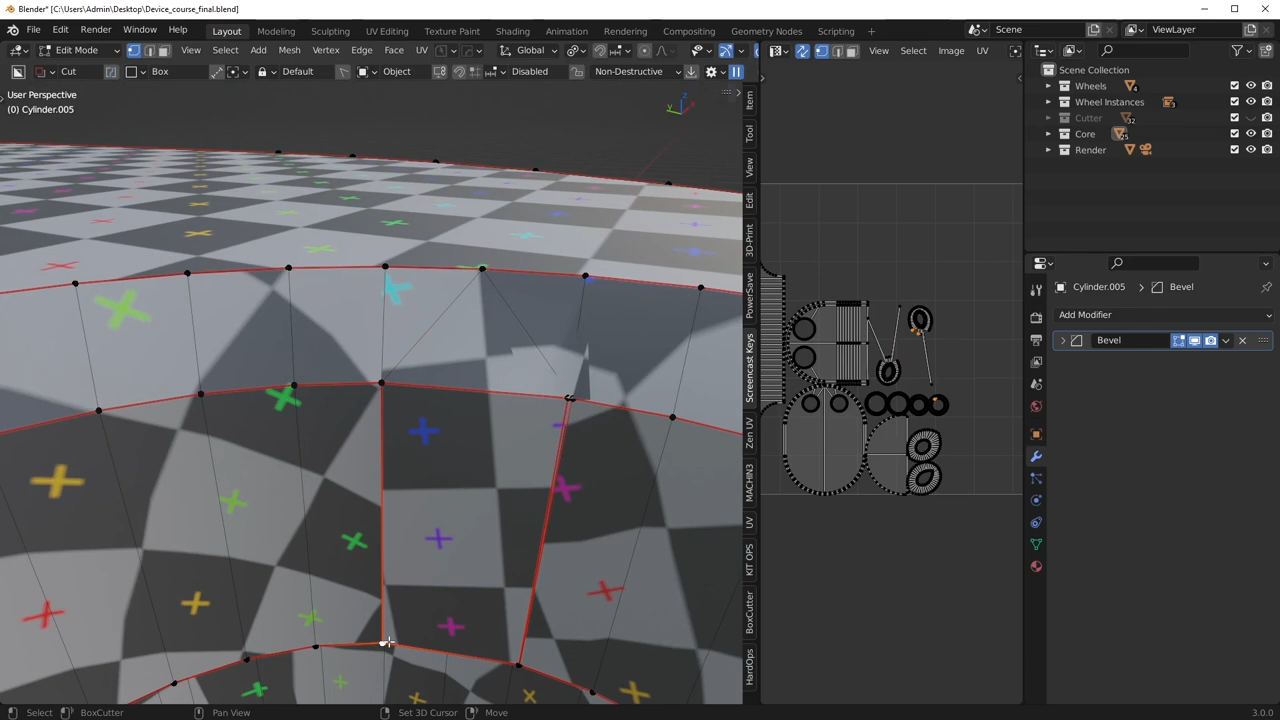 Blender* [C:\Users\Admin\Desktop\Device_course_final.blend]
File Edit Render Window Help Layout Modeling Sculpting UV Editing Texture Paint Shading Animation Rendering Compositing Geometry Nodes Scripting + Scene ViewLayer
Edit Mode View Select Add Mesh Vertex Edge Face UV Global View Select Image UV
Cut Box Default Object Disabled Non-Destructive
Scene Collection
Wheels 4
Wheel Instances 3
Cutter 32
Core 25
Render
User Perspective
(0) Cylinder.005
Item
Tool
View
Edit
3D-Print
PowerSave
Screencast Keys
Zen UV
MACHIN3
UV
KIT OPS
BoxCutter
HardOps
Cylinder.005 Bevel
Add Modifier
Bevel
Select BoxCutter Pan View Set 3D Cursor Move 3.0.0